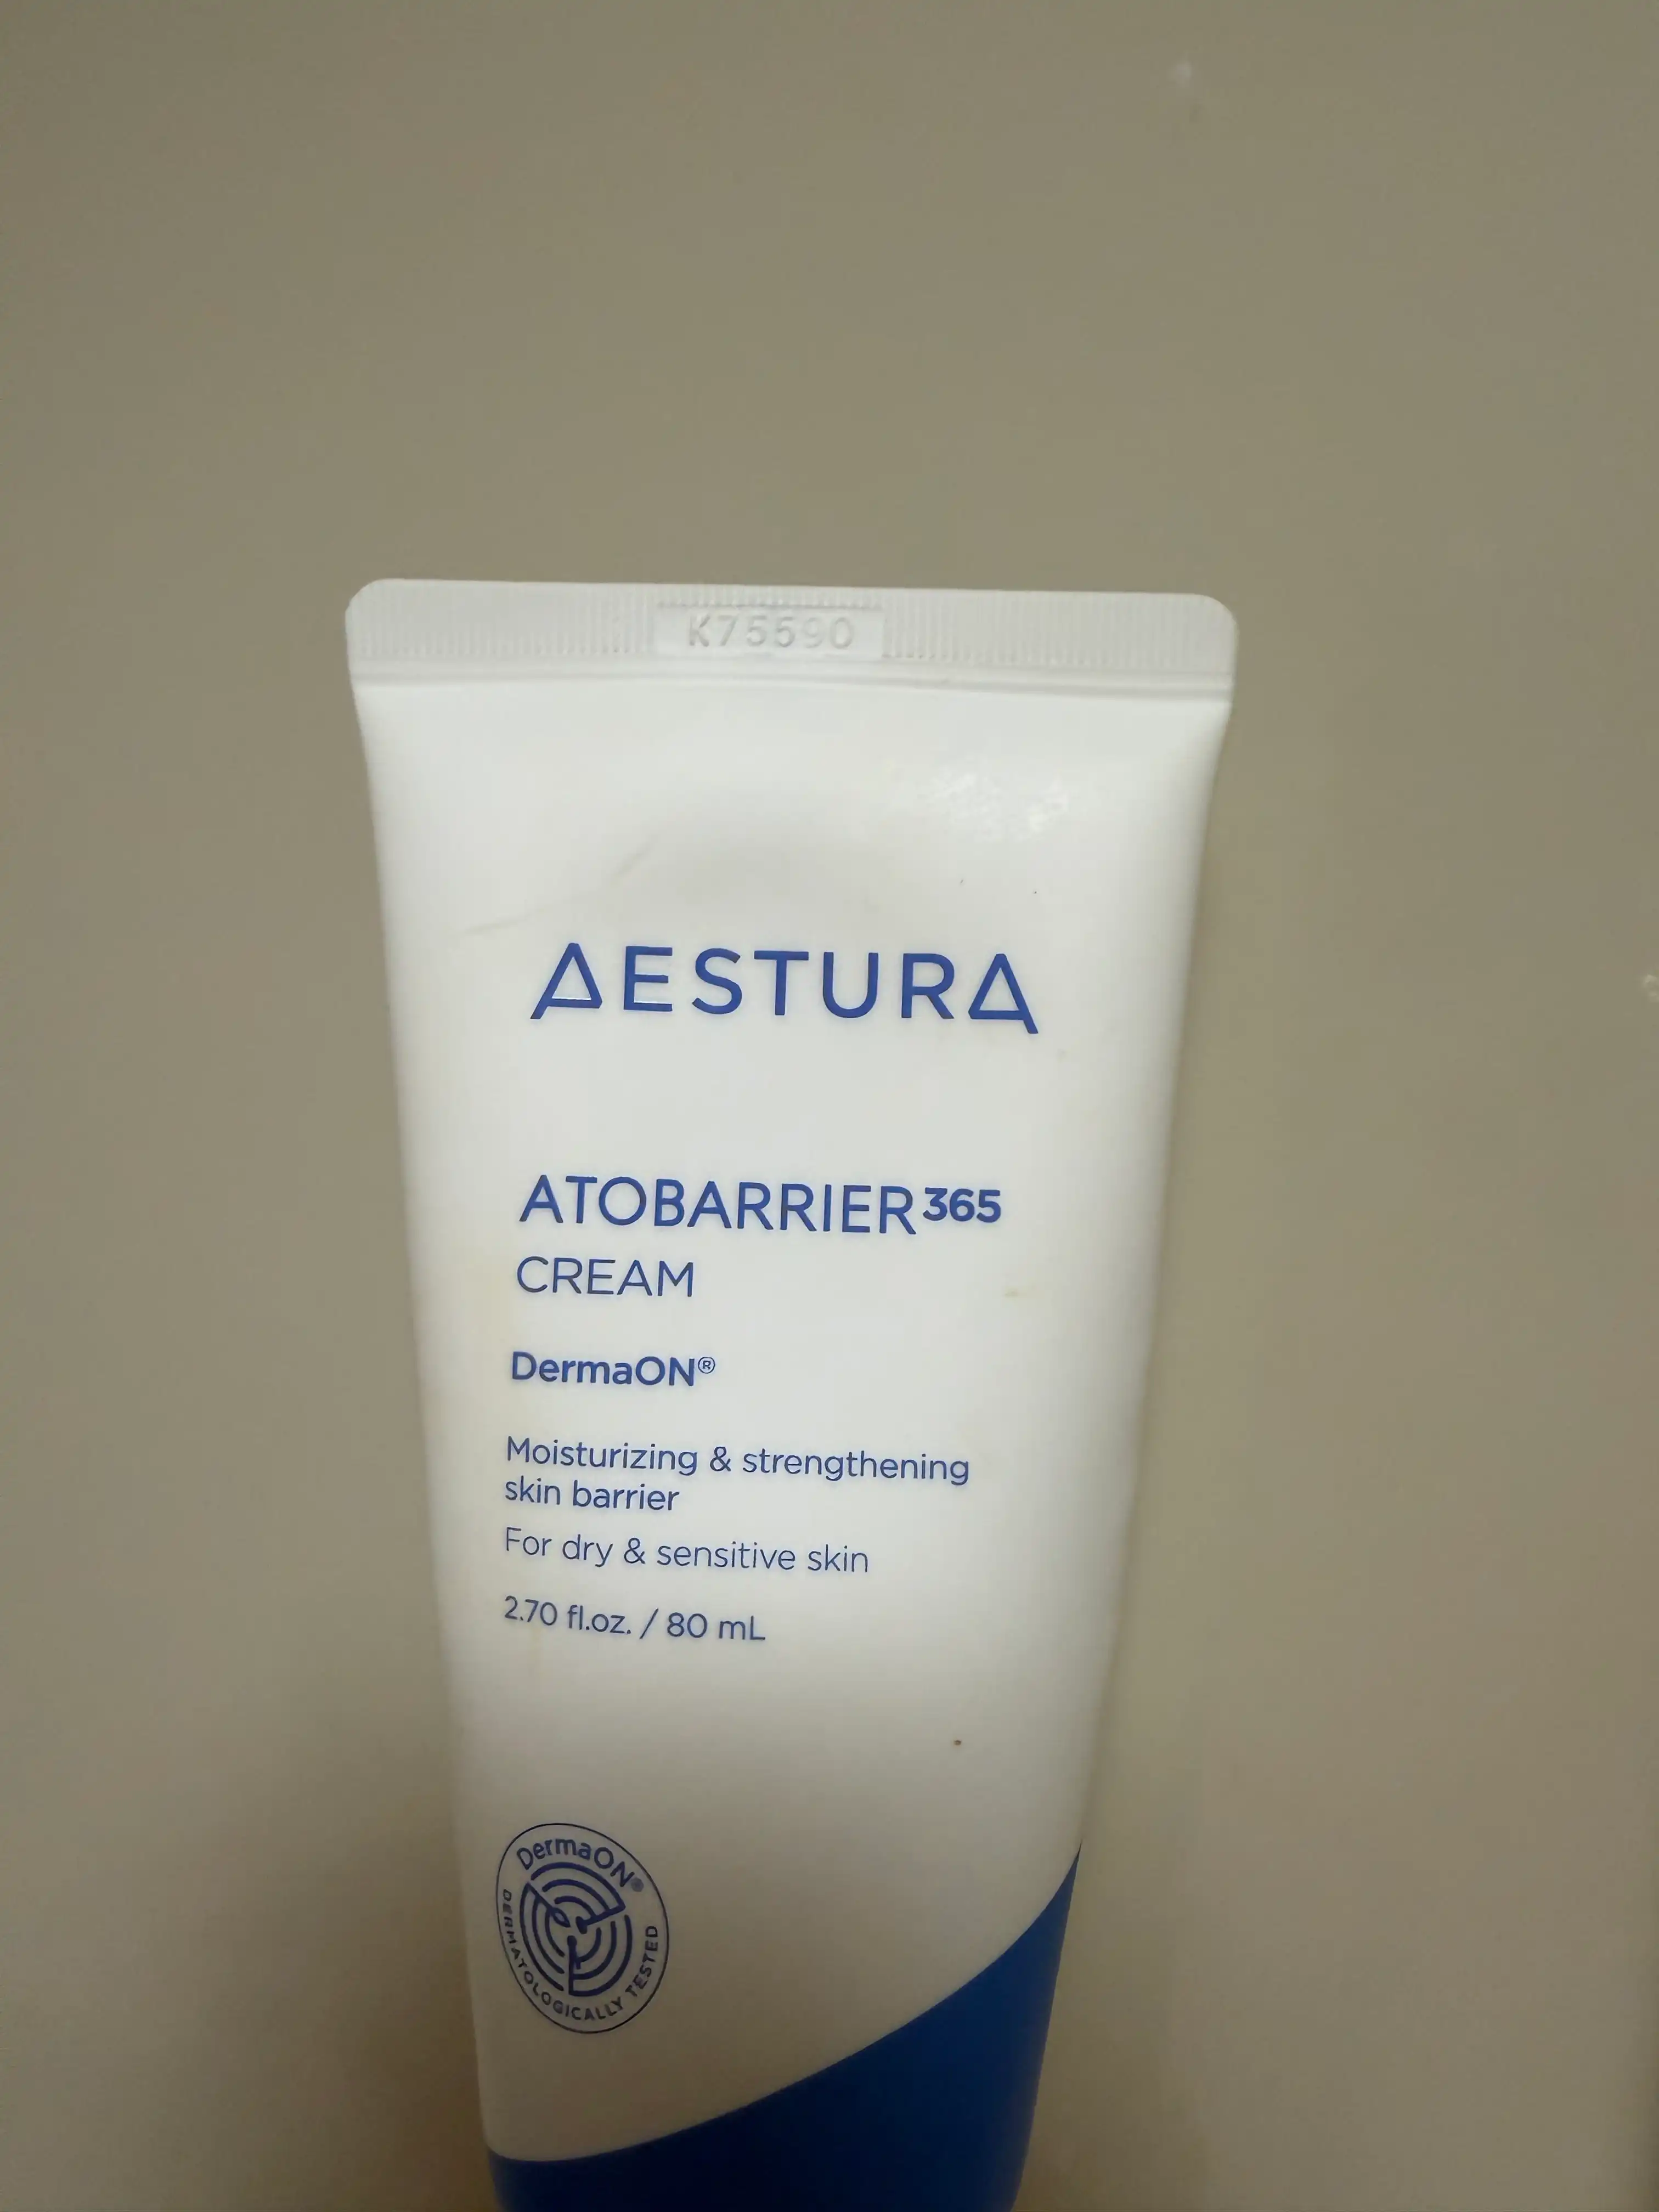 K75590
AESTURA
ATOBARRIER365
CREAM
DermaON®
Moisturizing & strengthening
skin barrier
For dry & sensitive skin
2.70 fl.oz. / 80 mL
DermaON®
DERMATOLOGICALLY TESTED